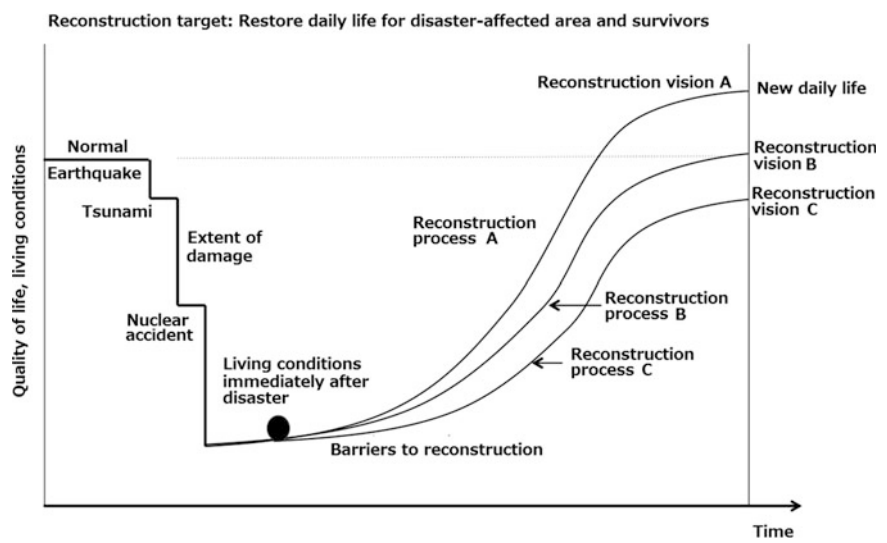 Reconstruction target: Restore daily life for disaster-affected area and survivors
Reconstruction vision A
New daily life
Normal
Earthquake
Reconstruction
vision B
Tsunami
Reconstruction
vision C
Extent of
damage
Reconstruction
process A
Nuclear
accident
Reconstruction
process B
Living conditions
immediately after
disaster
Reconstruction
process C
Barriers to reconstruction
Quality of life, living conditions
Time